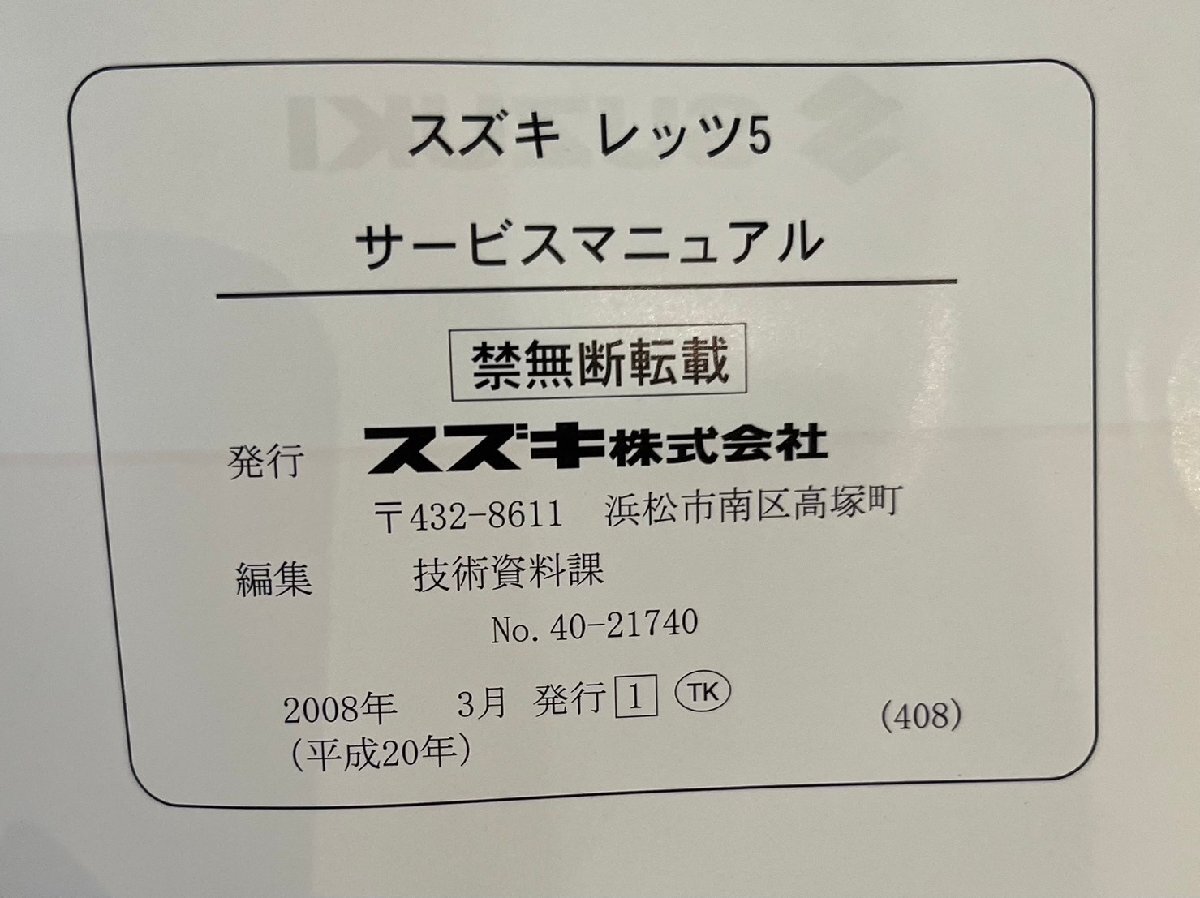 スズキ レッツ5
サービスマニュアル
禁無断転載
発行 スズキ株式会社
〒432-8611 浜松市南区高塚町
編集 技術資料課
No. 40-21740
2008年 3月 発行 1 TK
(平成20年)
(408)